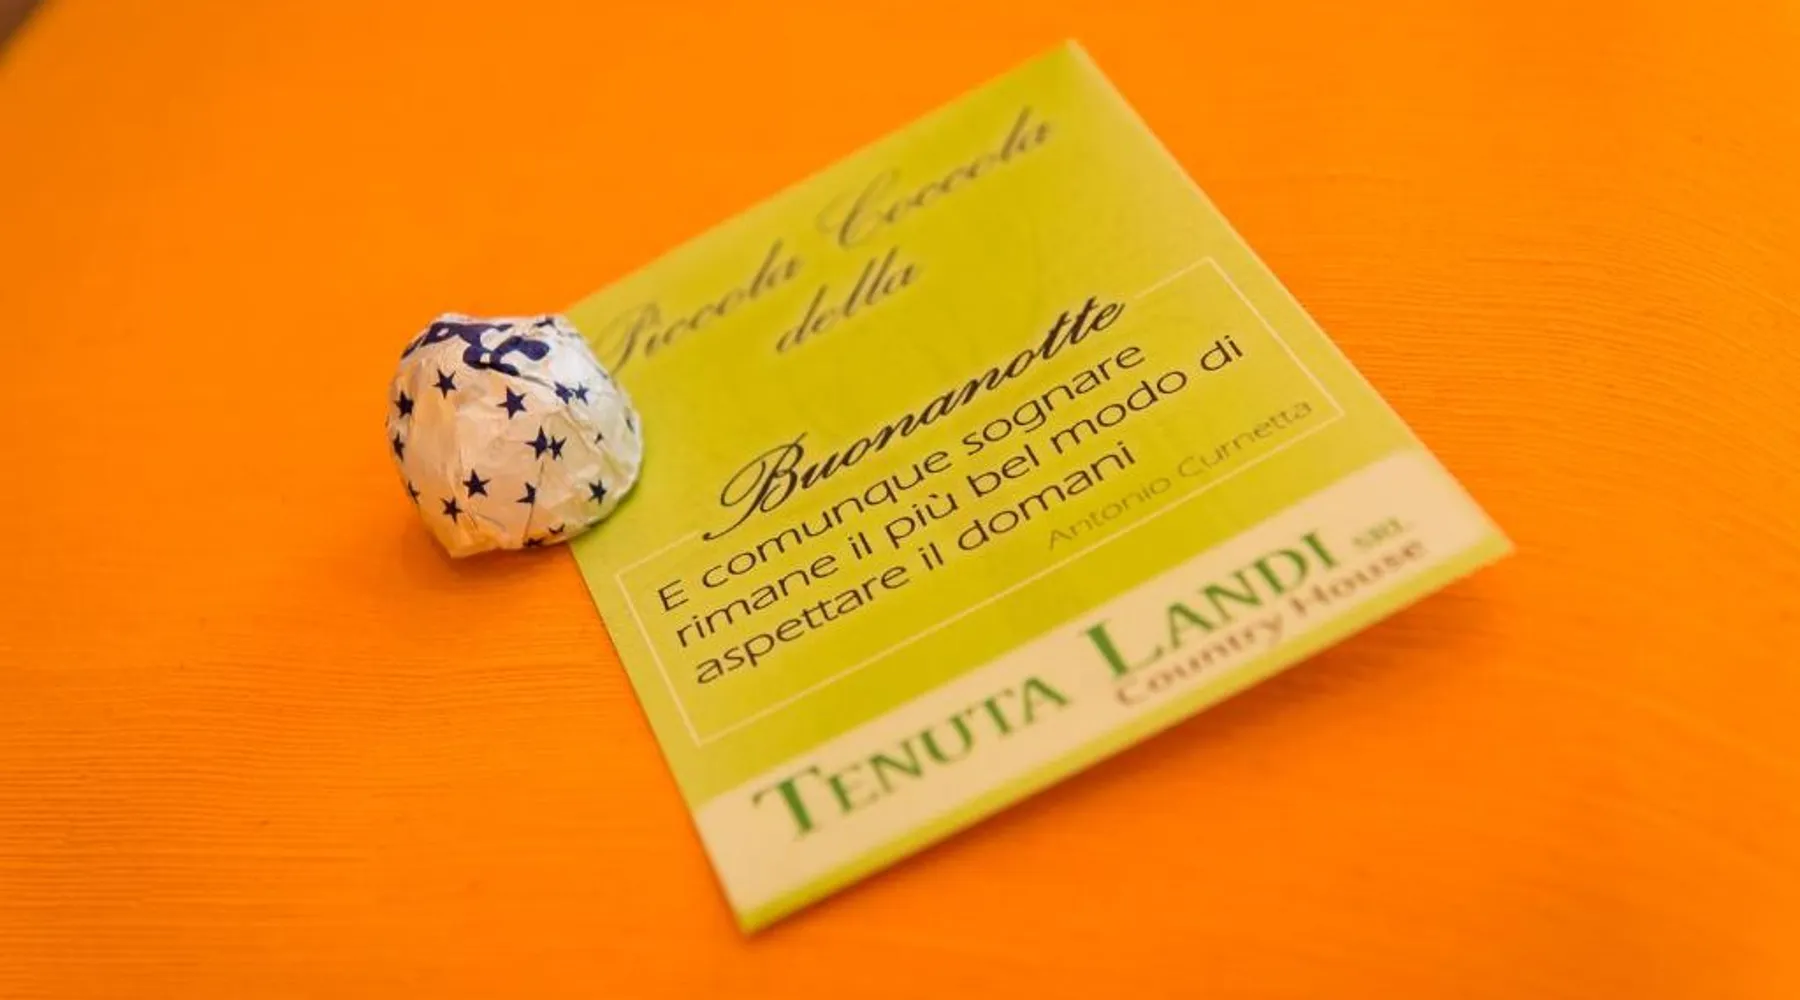 Piccola Coccola
della
Buonanotte
E comunque sognare
rimane il più bel modo di
aspettare il domani
Antonio Curnetta
TENUTA LANDI SRL
Country House